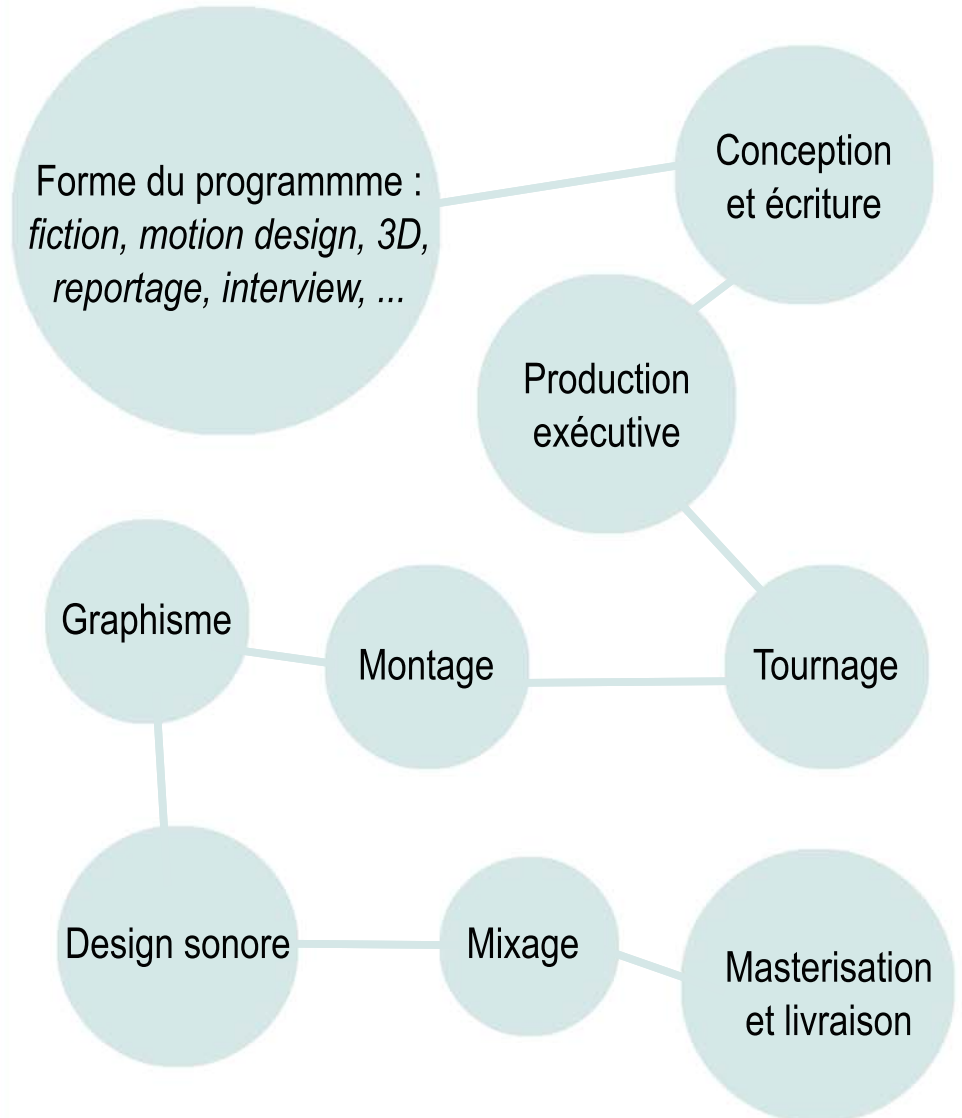 Forme du programmme :
fiction, motion design, 3D,
reportage, interview, ...
Conception
et écriture
Production
exécutive
Tournage
Montage
Graphisme
Design sonore
Mixage
Masterisation
et livraison